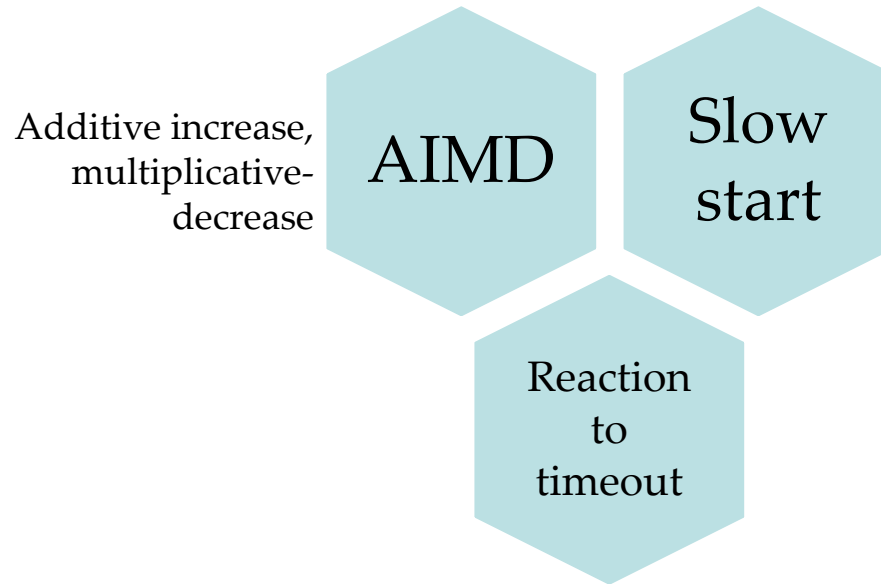 Additive increase,
multiplicative-
decrease
AIMD
Slow
start
Reaction
to
timeout